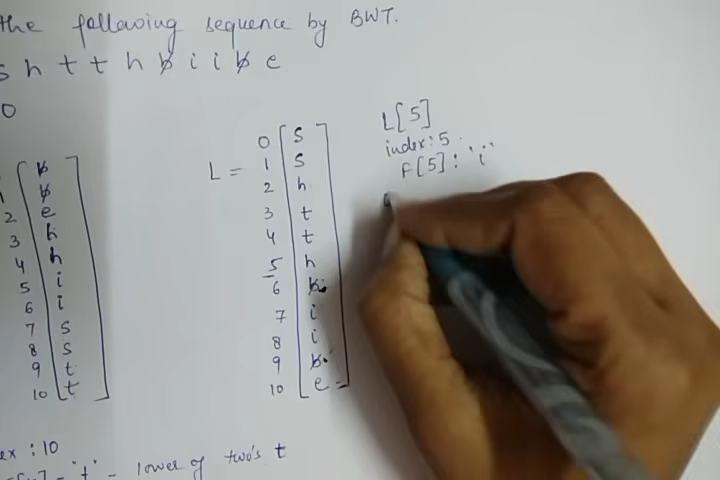 the following sequence by BWT.
s h t t h ƀ i i ƀ e
0
1 ƀ
ƀ
2 e
3 h
4 h
5 i
6 i
7 s
8 s
9 t
10 t
L =
0 s
1 s
2 h
3 t
4 t
5 h
6 ƀ
7 i
8 i
9 ƀ
10 e
L[5]
index: 5
F[5]: 'i'
ex : 10
't' - lower of two's t